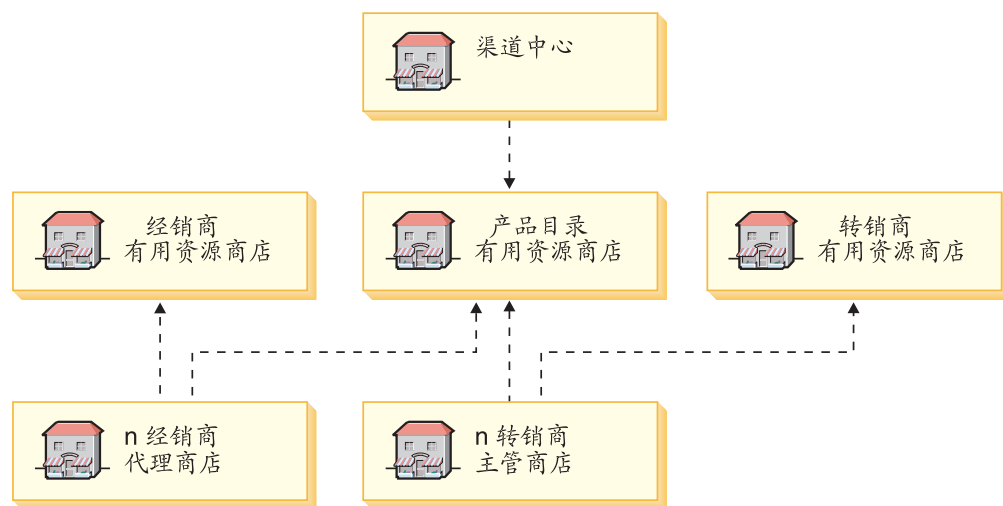 渠道中心
经销商
有用资源商店
产品目录
有用资源商店
转销商
有用资源商店
n 经销商
代理商店
n 转销商
主管商店